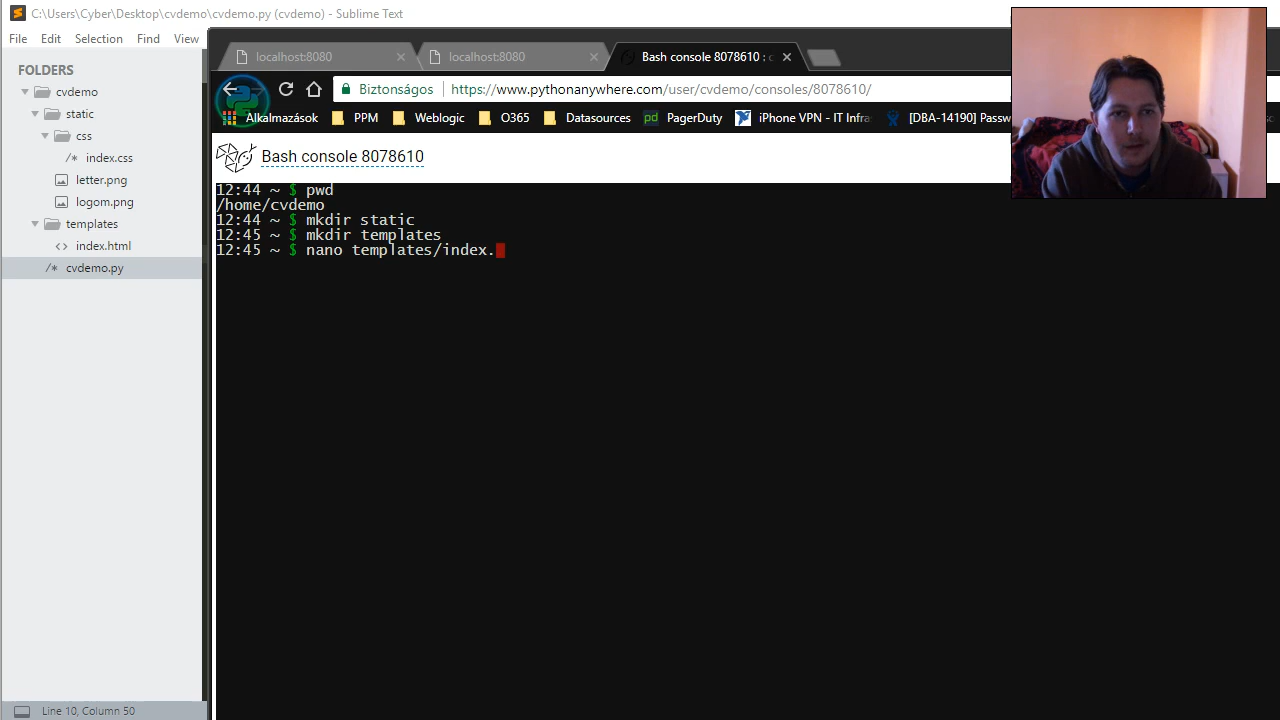 C:\Users\Cyber\Desktop\cvdemo\cvdemo.py (cvdemo) - Sublime Text
File Edit Selection Find View
FOLDERS
cvdemo
static
css
/* index.css
letter.png
logom.png
templates
<> index.html
/* cvdemo.py
Line 10, Column 50
localhost:8080
localhost:8080
Bash console 8078610 : c
Biztonságos
https://www.pythonanywhere.com/user/cvdemo/consoles/8078610/
Alkalmazások PPM Weblogic O365 Datasources pd PagerDuty iPhone VPN - IT Infra [DBA-14190] Passw
Bash console 8078610
12:44 ~ $ pwd
/home/cvdemo
12:44 ~ $ mkdir static
12:45 ~ $ mkdir templates
12:45 ~ $ nano templates/index.